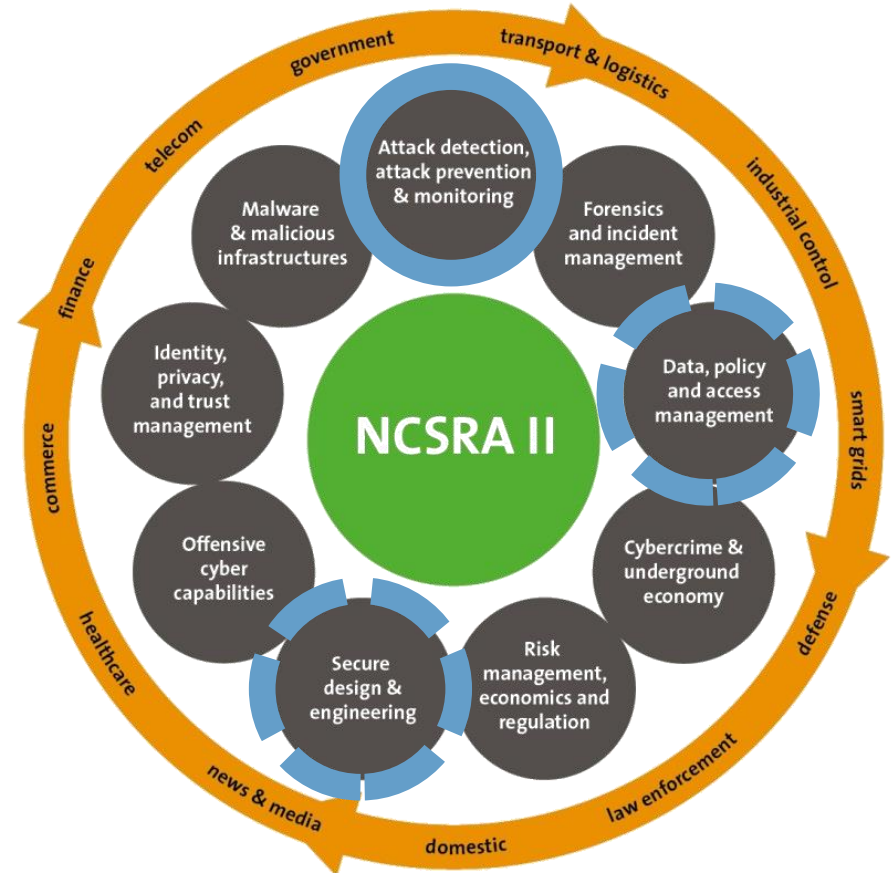 government
transport & logistics
industrial control
smart grids
defense
law enforcement
domestic
news & media
healthcare
commerce
finance
telecom
Attack detection,
attack prevention
& monitoring
Forensics
and incident
management
Data, policy
and access
management
Cybercrime &
underground
economy
Risk
management,
economics and
regulation
Secure
design &
engineering
Offensive
cyber
capabilities
Identity,
privacy,
and trust
management
Malware
& malicious
infrastructures
NCSRA II